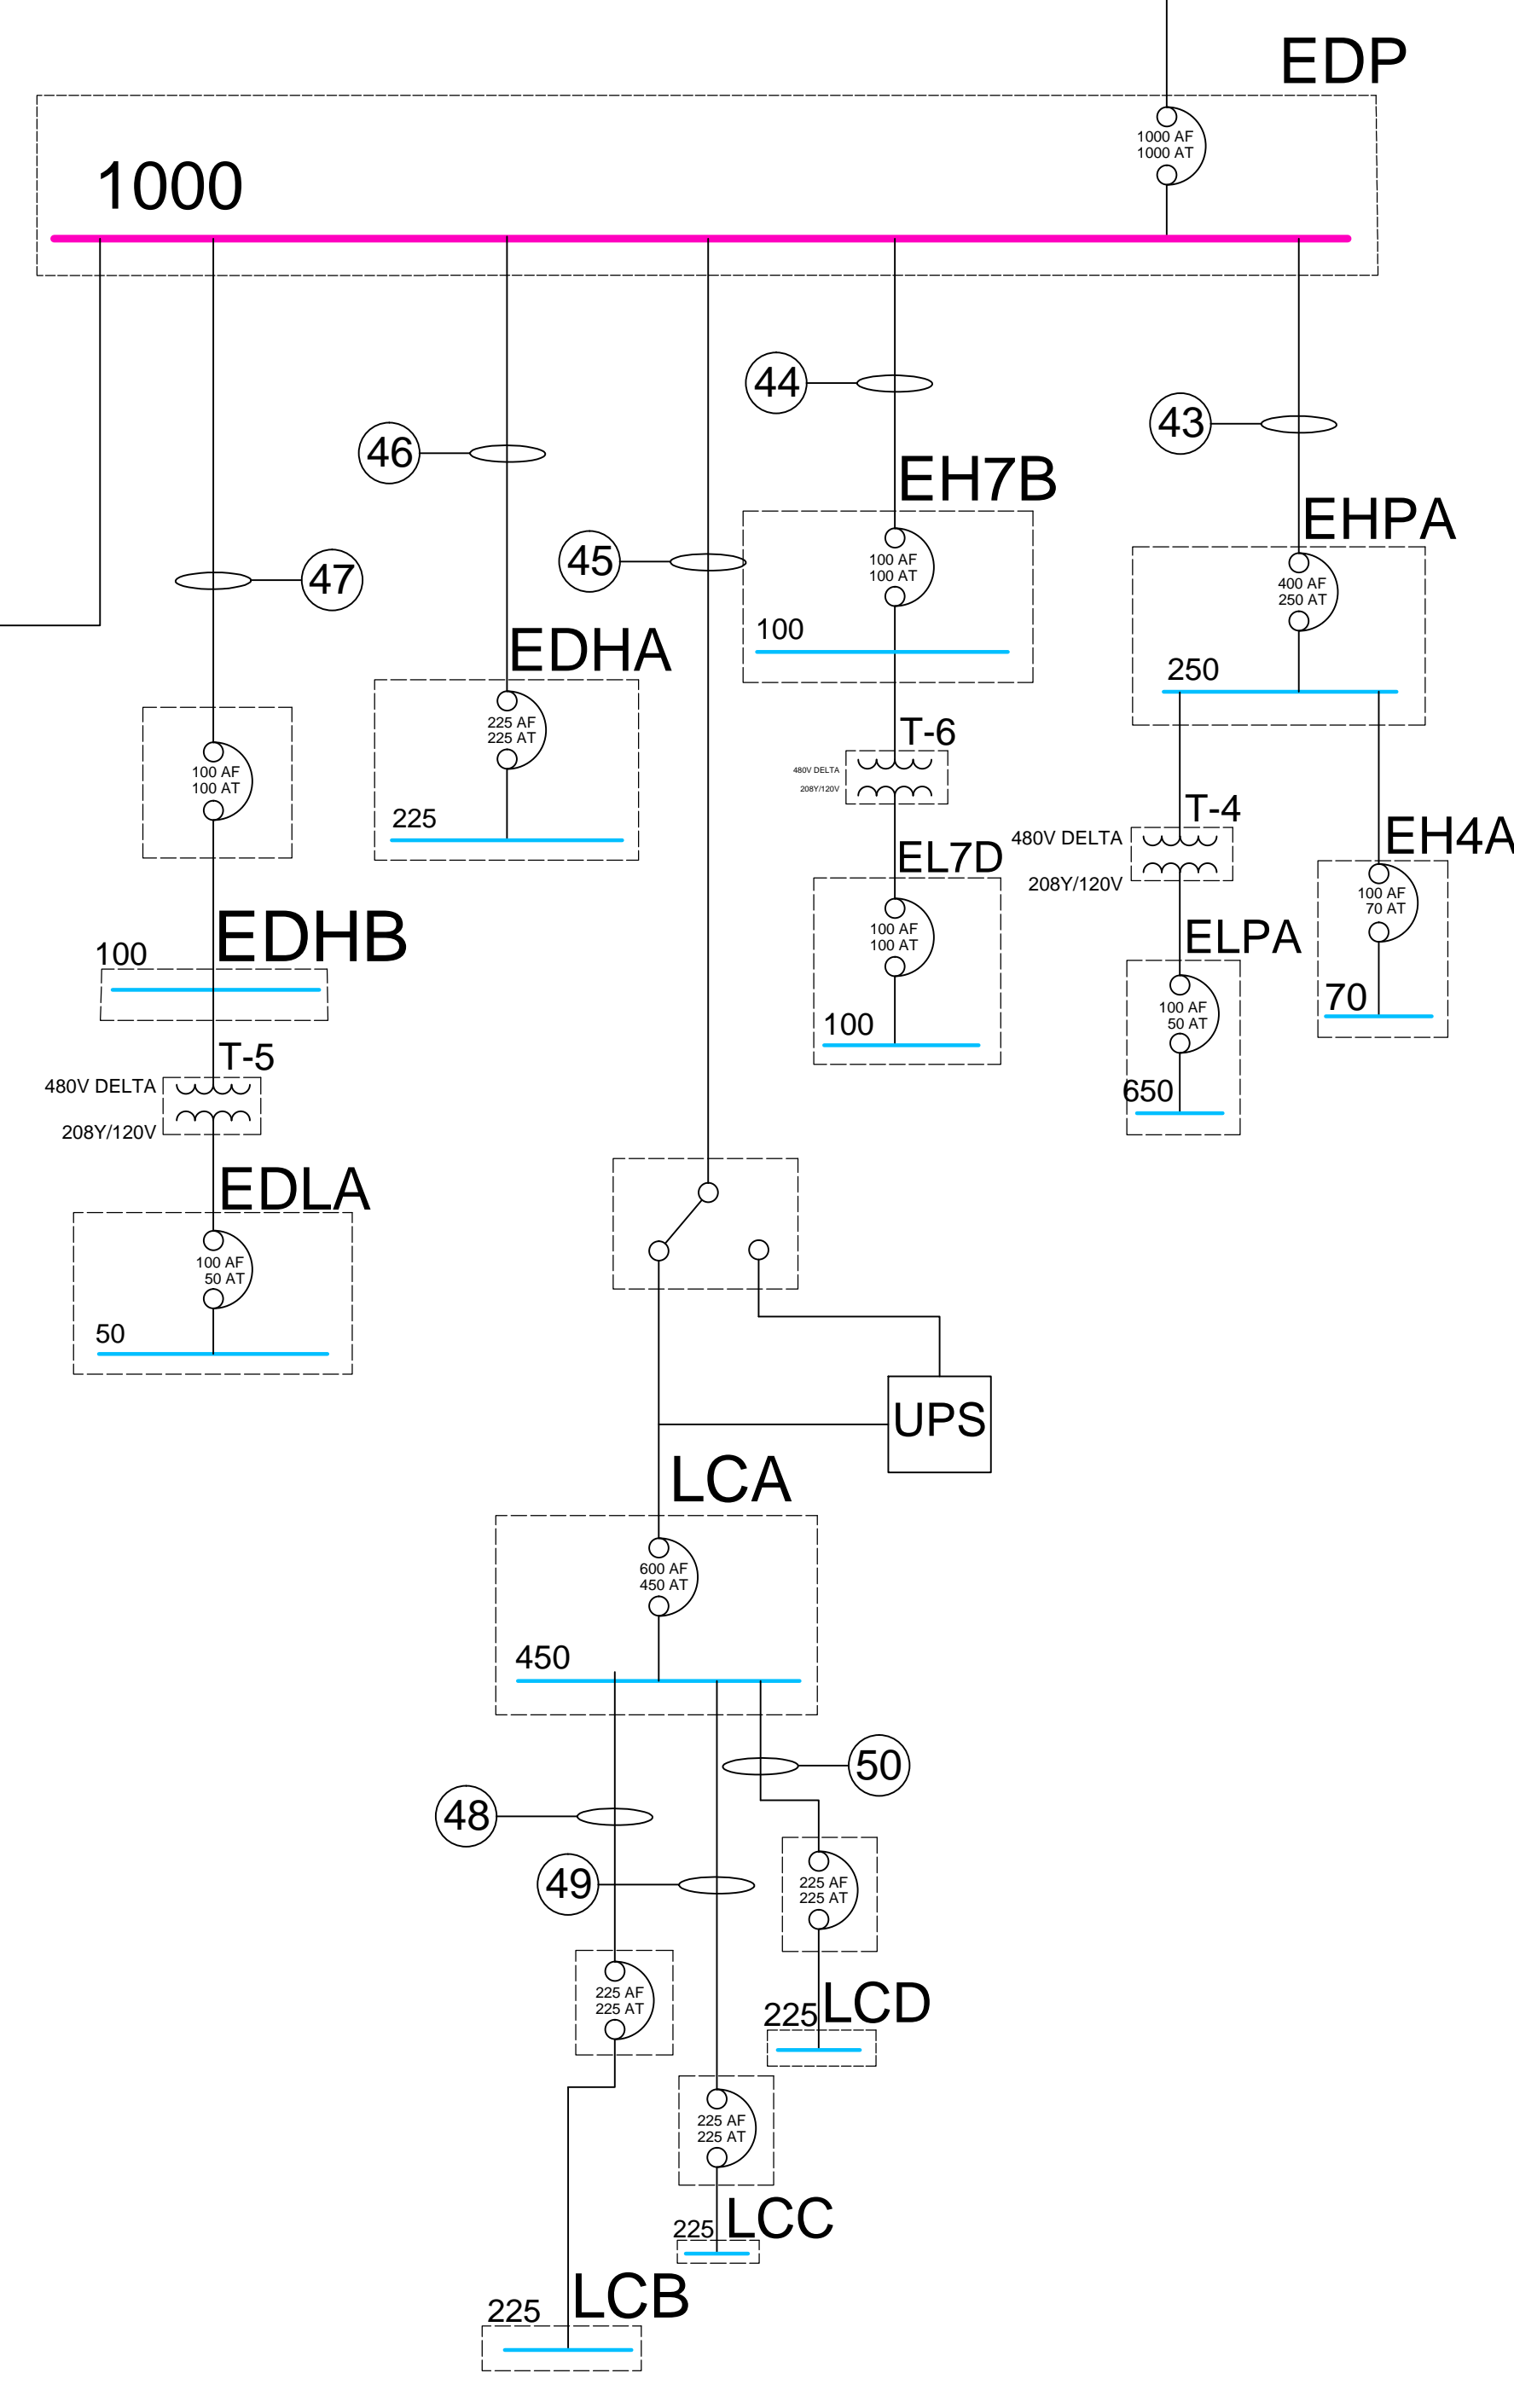 EDP
1000 AF
1000 AT
1000
44
43
46
EH7B
EHPA
45
100 AF
100 AT
47
400 AF
250 AT
100
EDHA
250
225 AF
225 AT
T-6
480V DELTA
208Y/120V
100 AF
100 AT
T-4
225
480V DELTA
EH4A
EL7D
208Y/120V
100 AF
70 AT
EDHB
100 AF
100 AT
ELPA
100
70
100 AF
50 AT
100
T-5
480V DELTA
650
208Y/120V
EDLA
100 AF
50 AT
50
UPS
LCA
600 AF
450 AT
450
50
48
49
225 AF
225 AT
225 AF
225 AT
LCD
225
225 AF
225 AT
LCC
225
LCB
225